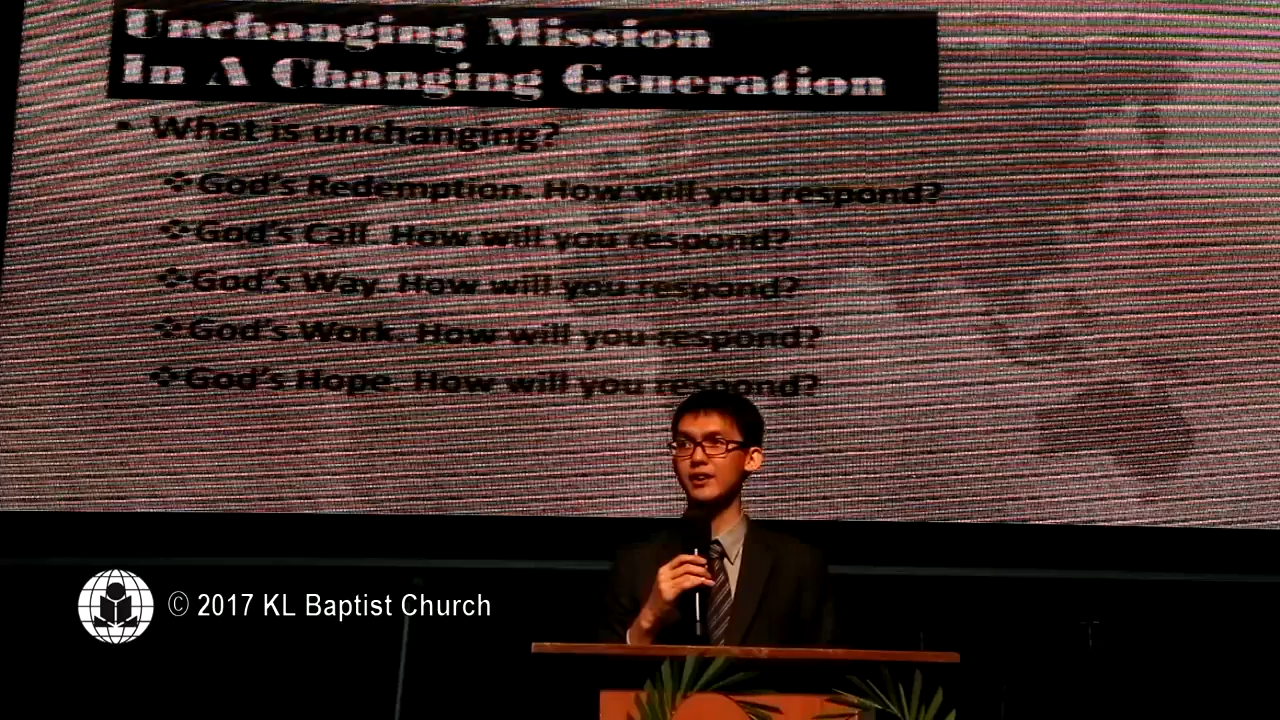 Unchanging Mission
In A Changing Generation
• What is unchanging?
❖God's Redemption. How will you respond?
❖God's Call. How will you respond?
❖God's Way. How will you respond?
❖God's Work. How will you respond?
❖God's Hope. How will you respond?
© 2017 KL Baptist Church